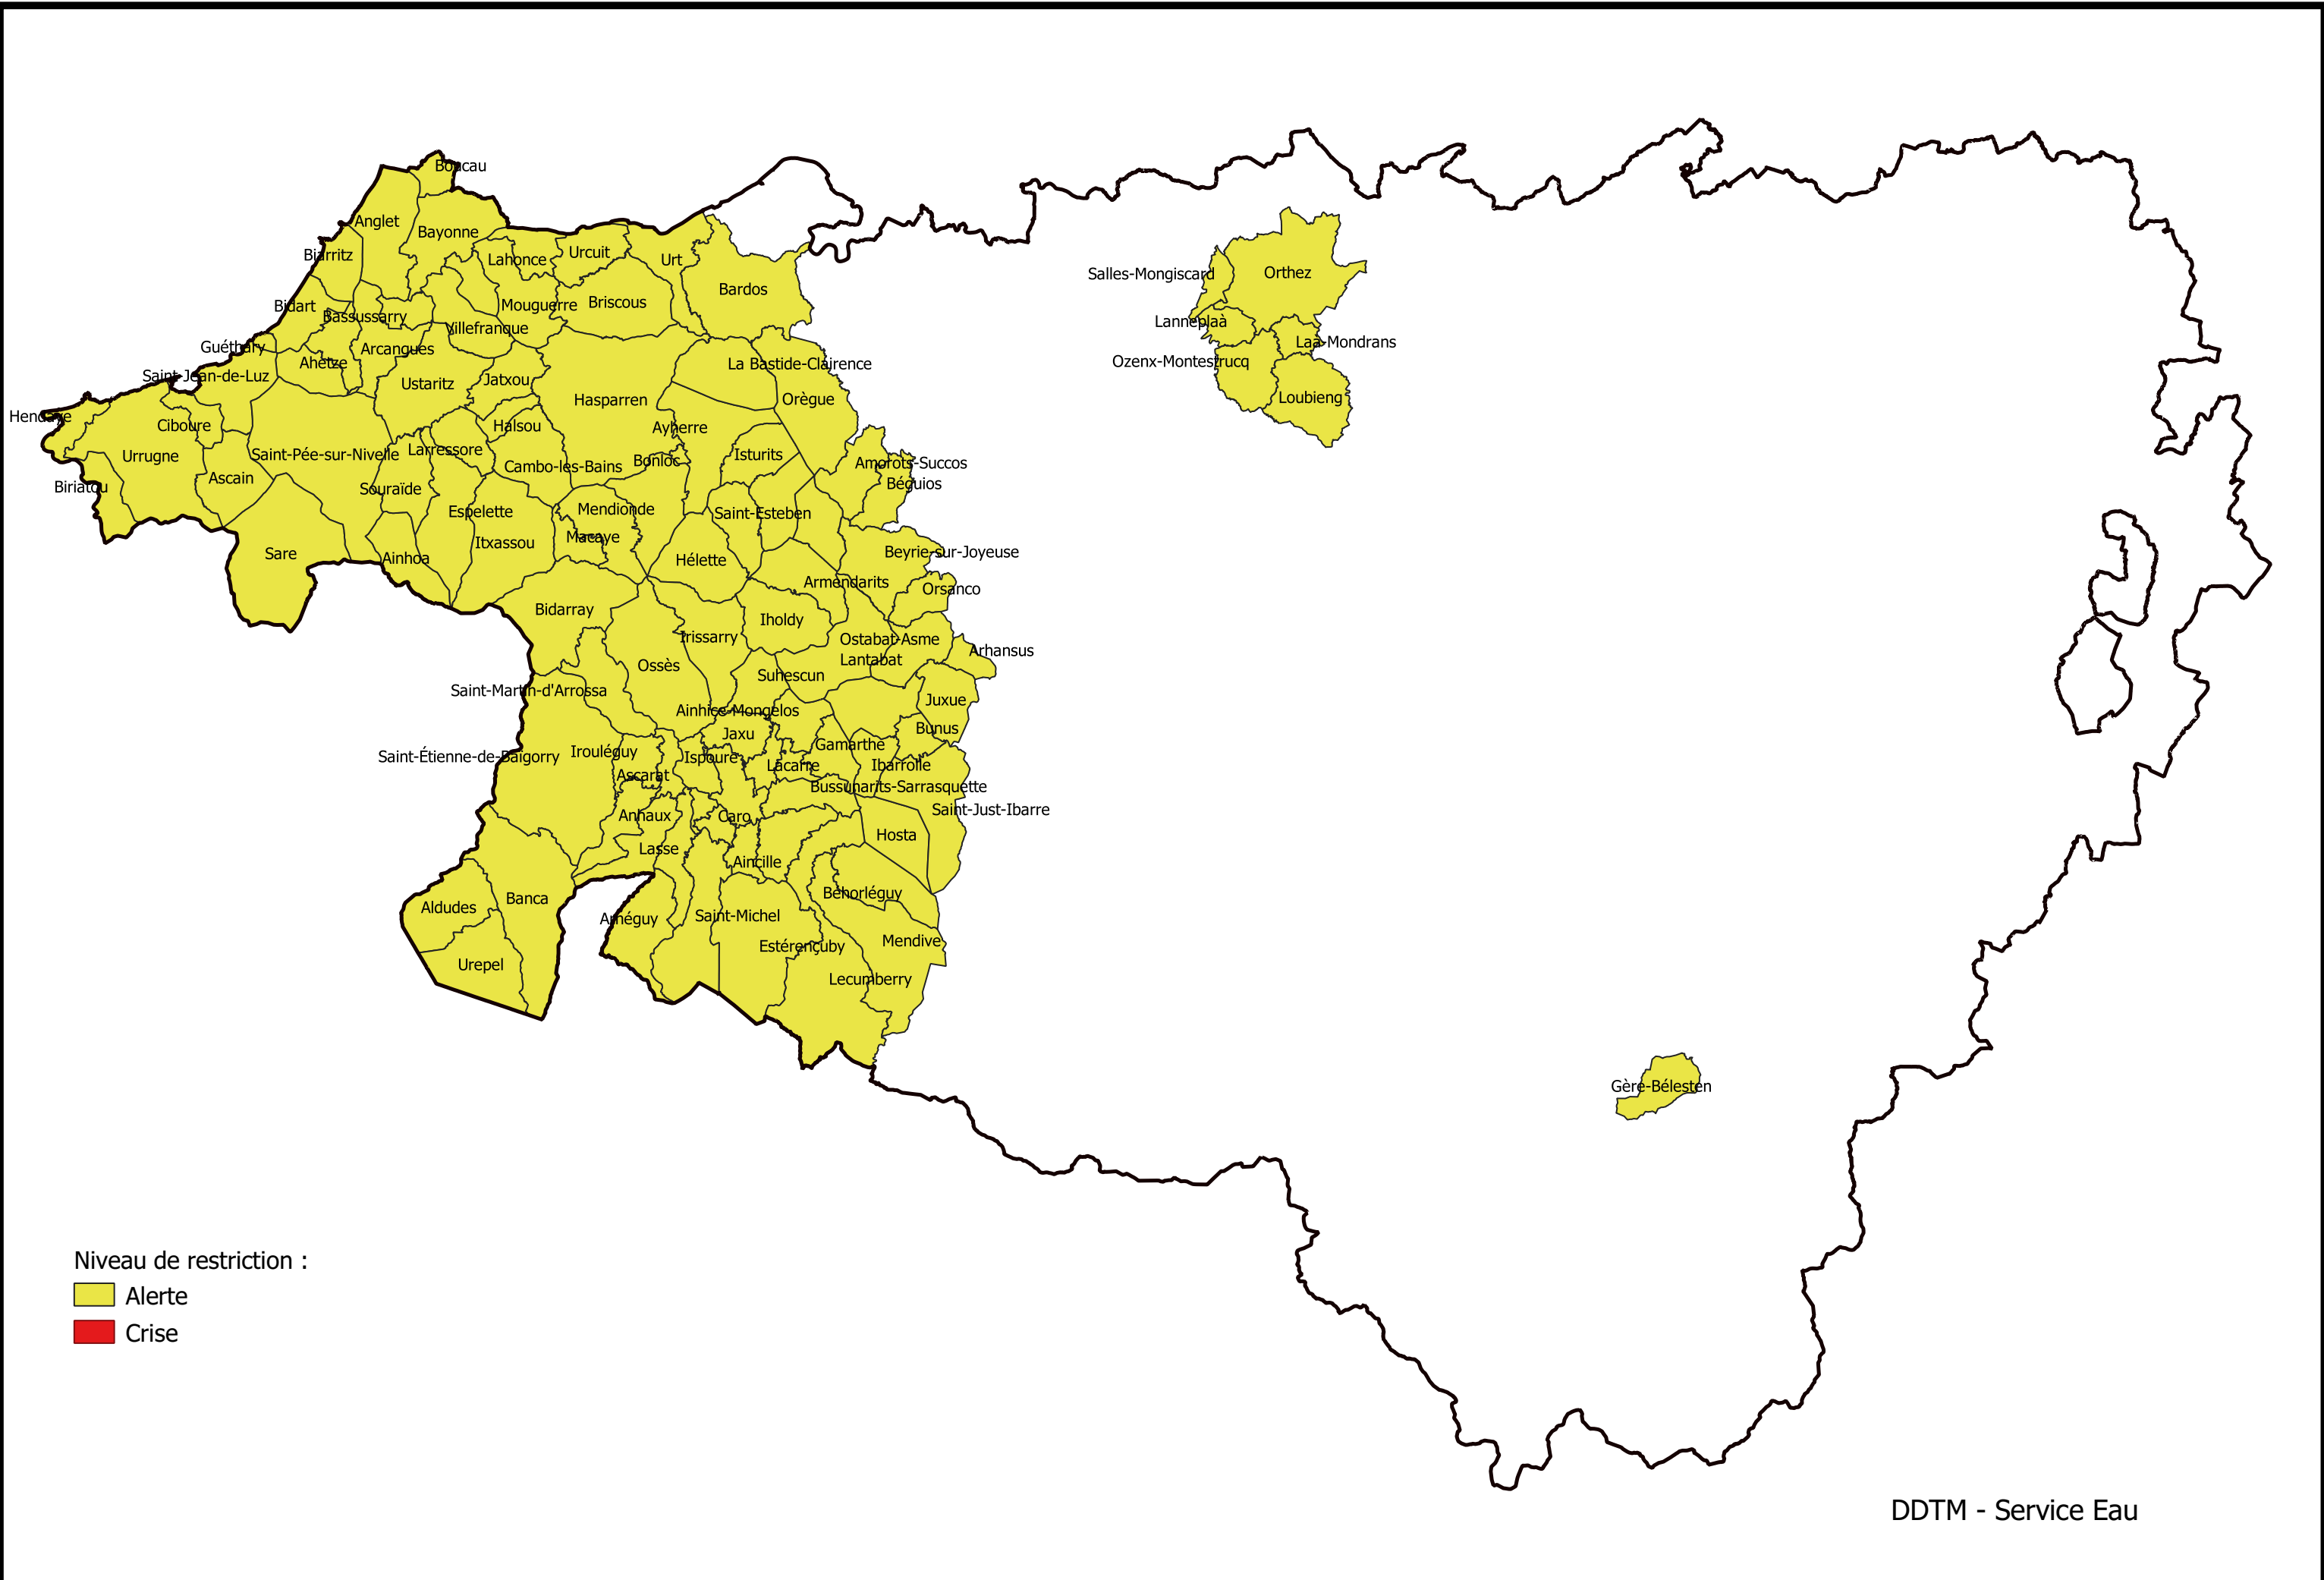 Boucau
Anglet
Bayonne
Biarritz
Lahonce
Urcuit
Urt
Bardos
Bidart
Bassussarry
Mouguerre
Briscous
Villefranque
Guéthary
Ahetze
Arcangues
La Bastide-Clairence
Saint-Jean-de-Luz
Ustaritz
Jatxou
Hasparren
Orègue
Hendaye
Ciboure
Halsou
Ayherre
Urrugne
Saint-Pée-sur-Nivelle
Larressore
Cambo-les-Bains
Bonloc
Isturits
Amorots-Succos
Biriatou
Ascain
Souraïde
Béguios
Espelette
Mendionde
Saint-Esteben
Sare
Ainhoa
Itxassou
Macaye
Hélette
Beyrie-sur-Joyeuse
Armendarits
Orsanco
Bidarray
Irissarry
Iholdy
Ostabat-Asme
Lantabat
Arhansus
Ossès
Suhescun
Saint-Martin-d'Arrossa
Juxue
Ainhice-Mongelos
Jaxu
Bunus
Gamarthe
Saint-Étienne-de-Baïgorry
Irouléguy
Ispoure
Lacarre
Ibarrolle
Ascarat
Bussunarits-Sarrasquette
Saint-Just-Ibarre
Anhaux
Caro
Hosta
Lasse
Aincille
Béhorléguy
Banca
Aldudes
Arnéguy
Saint-Michel
Estérençuby
Mendive
Urepel
Lecumberry
Salles-Mongiscard
Orthez
Lanneplaà
Laà-Mondrans
Ozenx-Montestrucq
Loubieng
Gère-Bélesten
Niveau de restriction :
Alerte
Crise
DDTM - Service Eau